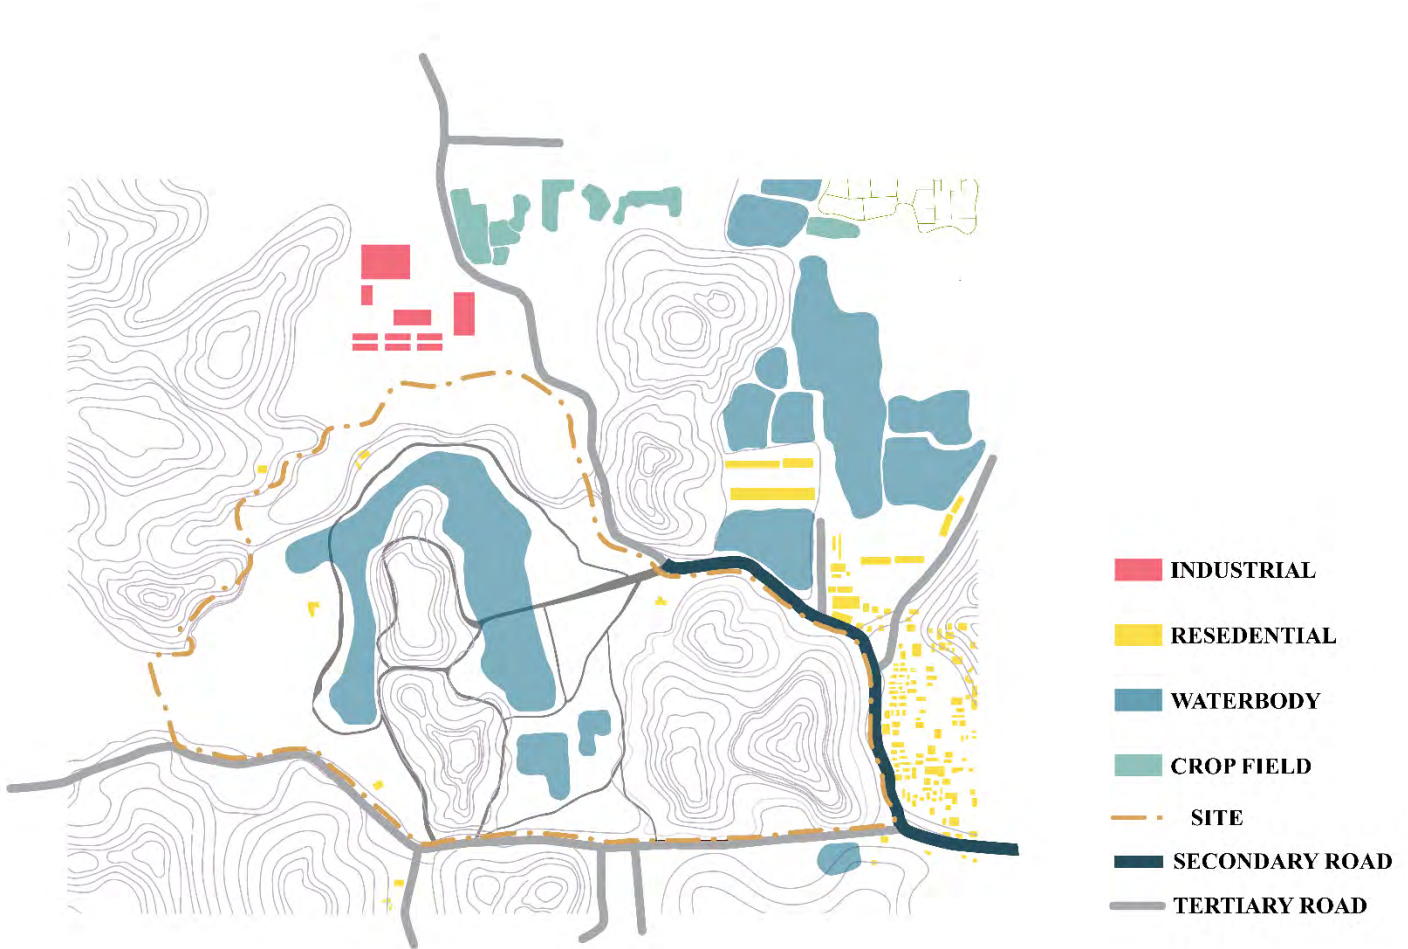 INDUSTRIAL
RESEDENTIAL
WATERBODY
CROP FIELD
SITE
SECONDARY ROAD
TERTIARY ROAD